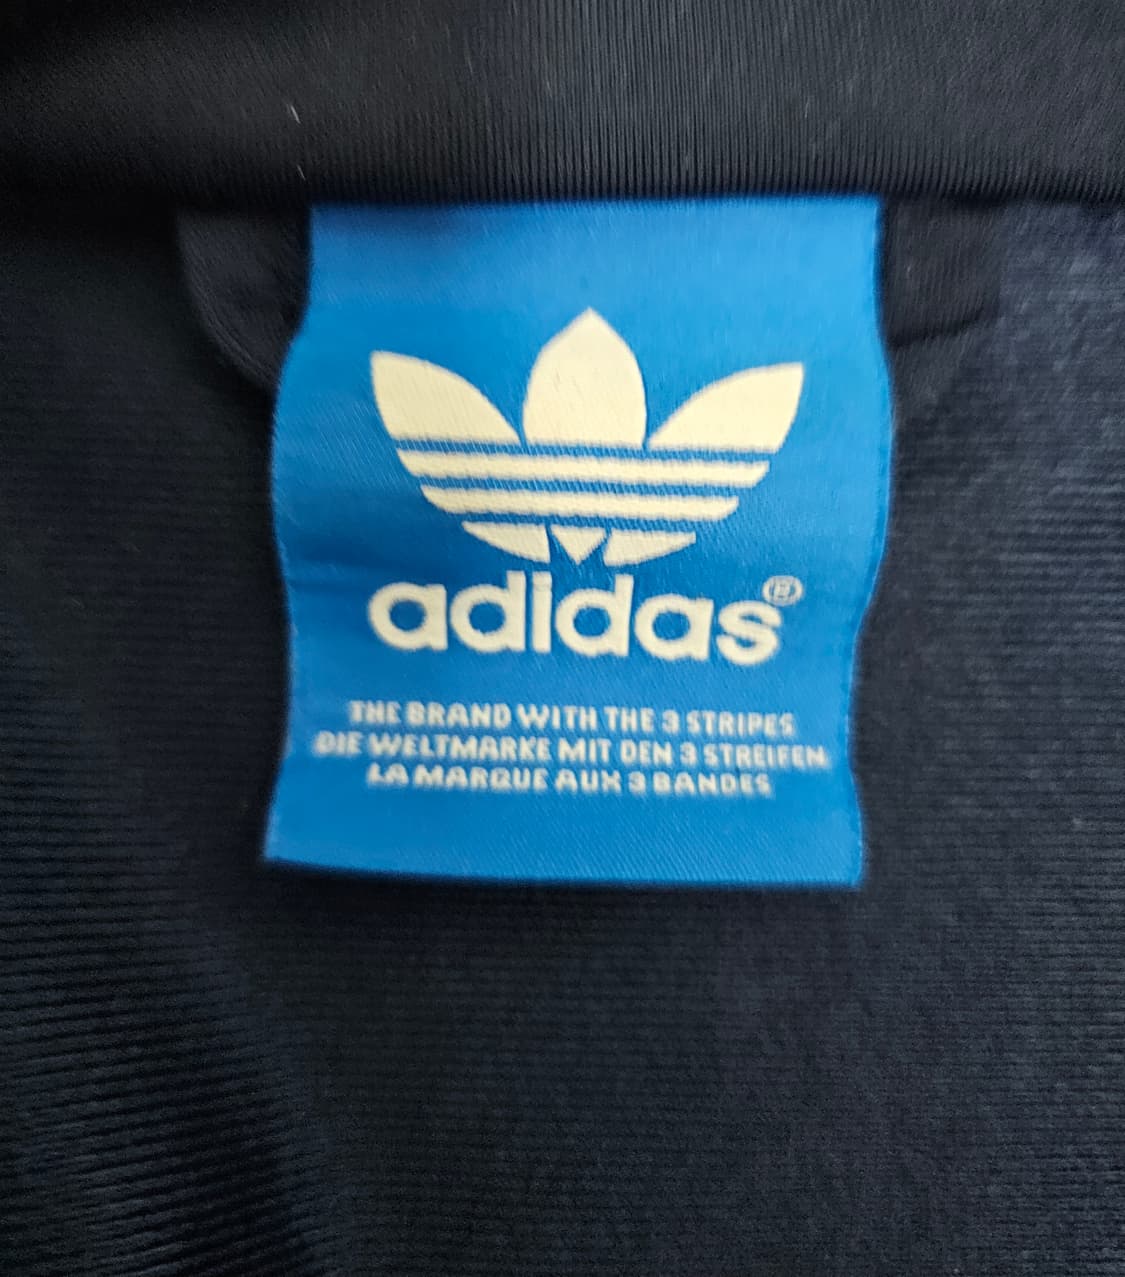 adidas®
THE BRAND WITH THE 3 STRIPES
DIE WELTMARKE MIT DEN 3 STREIFEN
LA MARQUE AUX 3 BANDES